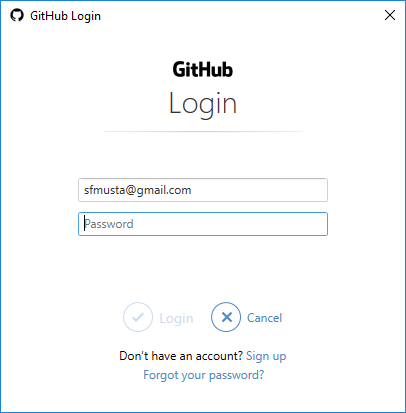 GitHub Login
GitHub
Login
sfmusta@gmail.com
Password
Login Cancel
Don't have an account? Sign up
Forgot your password?